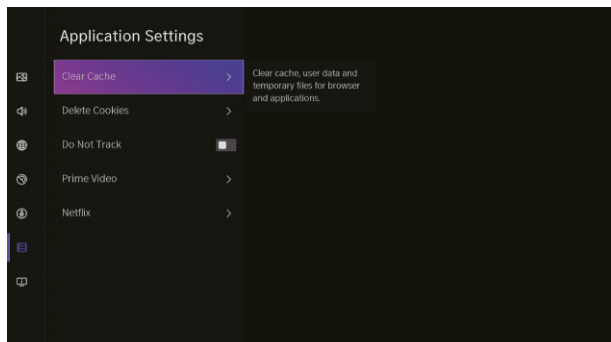 Application Settings
Clear Cache
Clear cache, user data and
temporary files for browser
and applications.
Delete Cookies
Do Not Track
Prime Video
Netflix